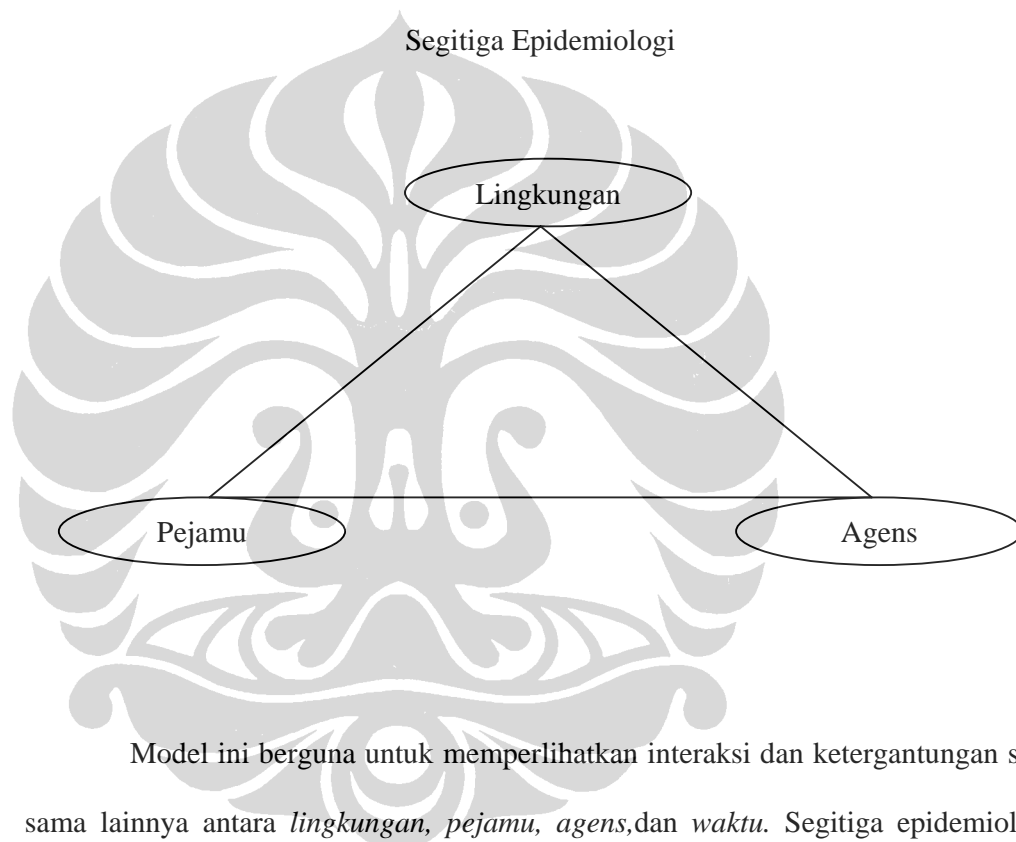 Segitiga Epidemiologi
Lingkungan
Pejamu
Agens
Model ini berguna untuk memperlihatkan interaksi dan ketergantungan
sama lainnya antara lingkungan, pejamu, agens,dan waktu. Segitiga